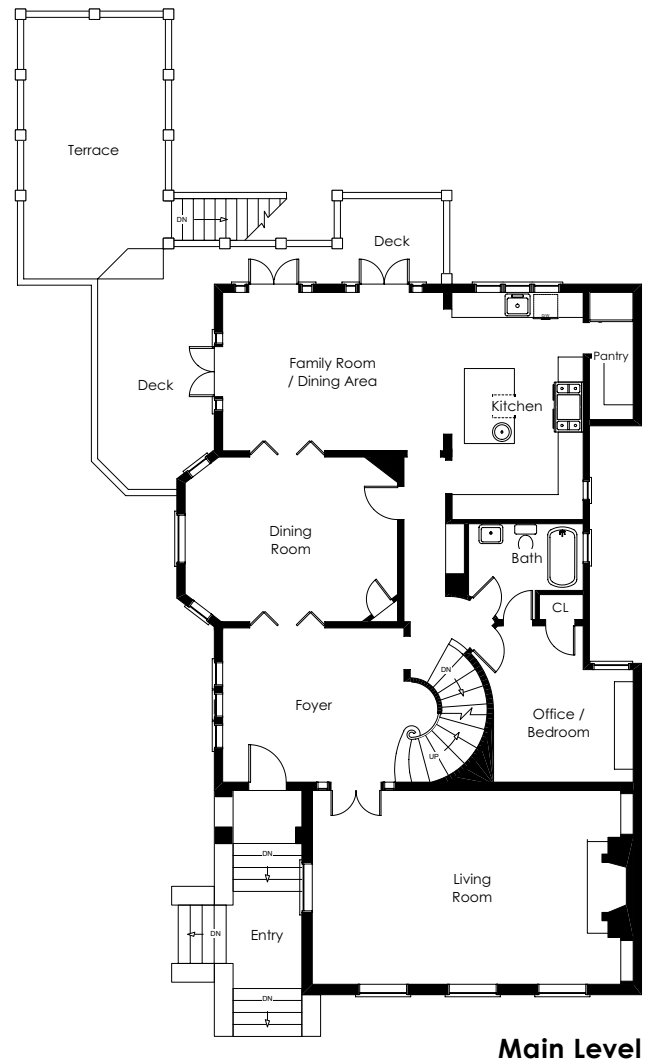 Terrace
DN
Deck
DW
Family Room
/ Dining Area
Pantry
Deck
Kitchen
Dining
Room
Bath
CL
DN
Foyer
Office /
Bedroom
UP
DN
Living
Room
DN
Entry
DN
Main Level